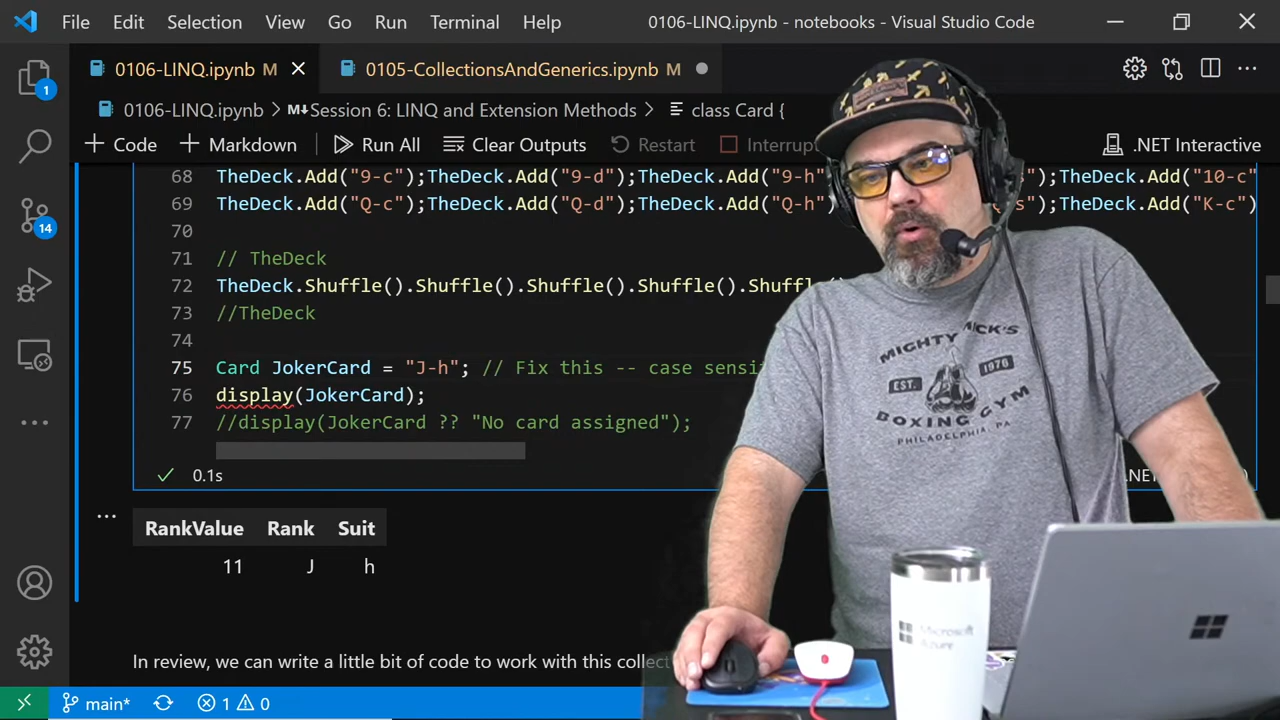 File Edit Selection View Go Run Terminal Help 0106-LINQ.ipynb - notebooks - Visual Studio Code
0106-LINQ.ipynb M 0105-CollectionsAndGenerics.ipynb M
1
0106-LINQ.ipynb > M Session 6: LINQ and Extension Methods > class Card {
Code Markdown Run All Clear Outputs Restart .NET Interactive
68 TheDeck.Add("9-c");TheDeck.Add("9-d");TheDeck.Add("9-h" ");TheDeck.Add("10-c"
69 TheDeck.Add("Q-c");TheDeck.Add("Q-d");TheDeck.Add("Q-h") s");TheDeck.Add("K-c")
14
70
71 // TheDeck
72 TheDeck.Shuffle().Shuffle().Shuffle().Shuffle().
73 //TheDeck
74
75 Card JokerCard = "J-h"; // Fix this -- case
76 display(JokerCard);
77 //display(JokerCard ?? "No card assigned");
0.1s
RankValue Rank Suit
11 J h
In review, we can write a little bit of code to work with this
main* 1 0
MIGHTY MICK'S
EST. 1976
BOXING GYM
PHILADELPHIA, PA
Microsoft
Azure